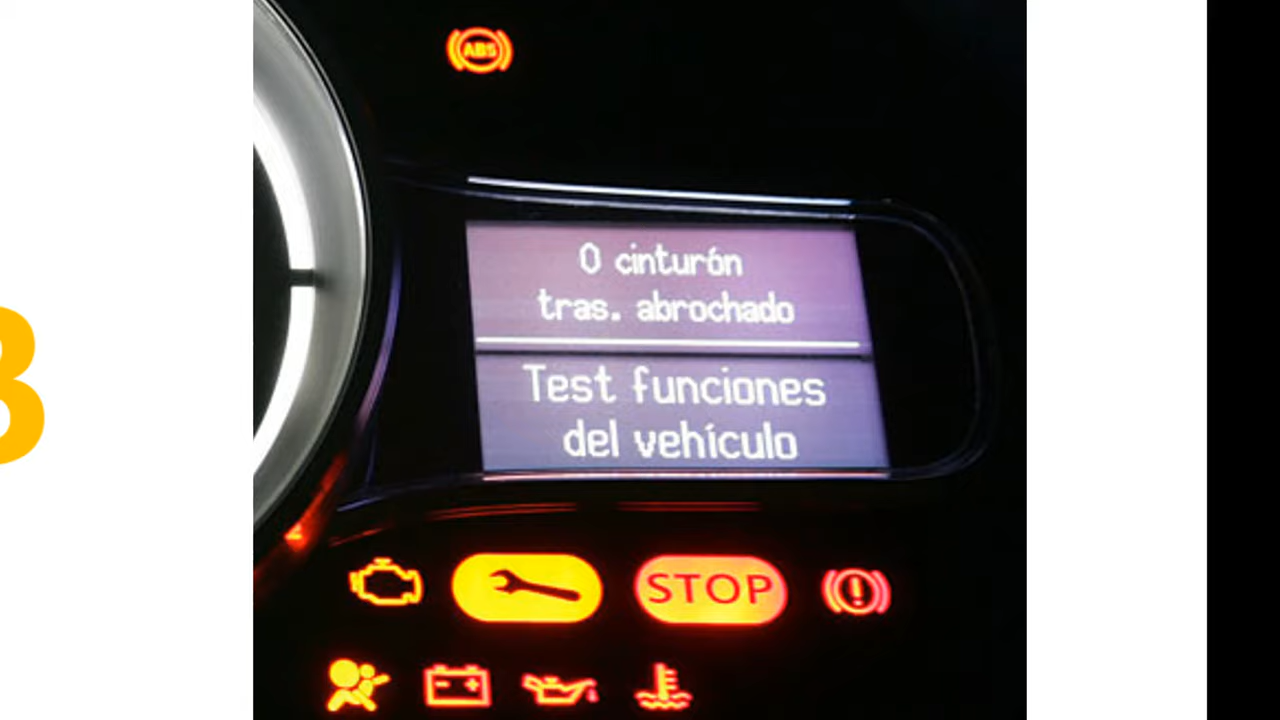 ABS
0 cinturón
tras. abrochado
Test funciones
del vehículo
STOP